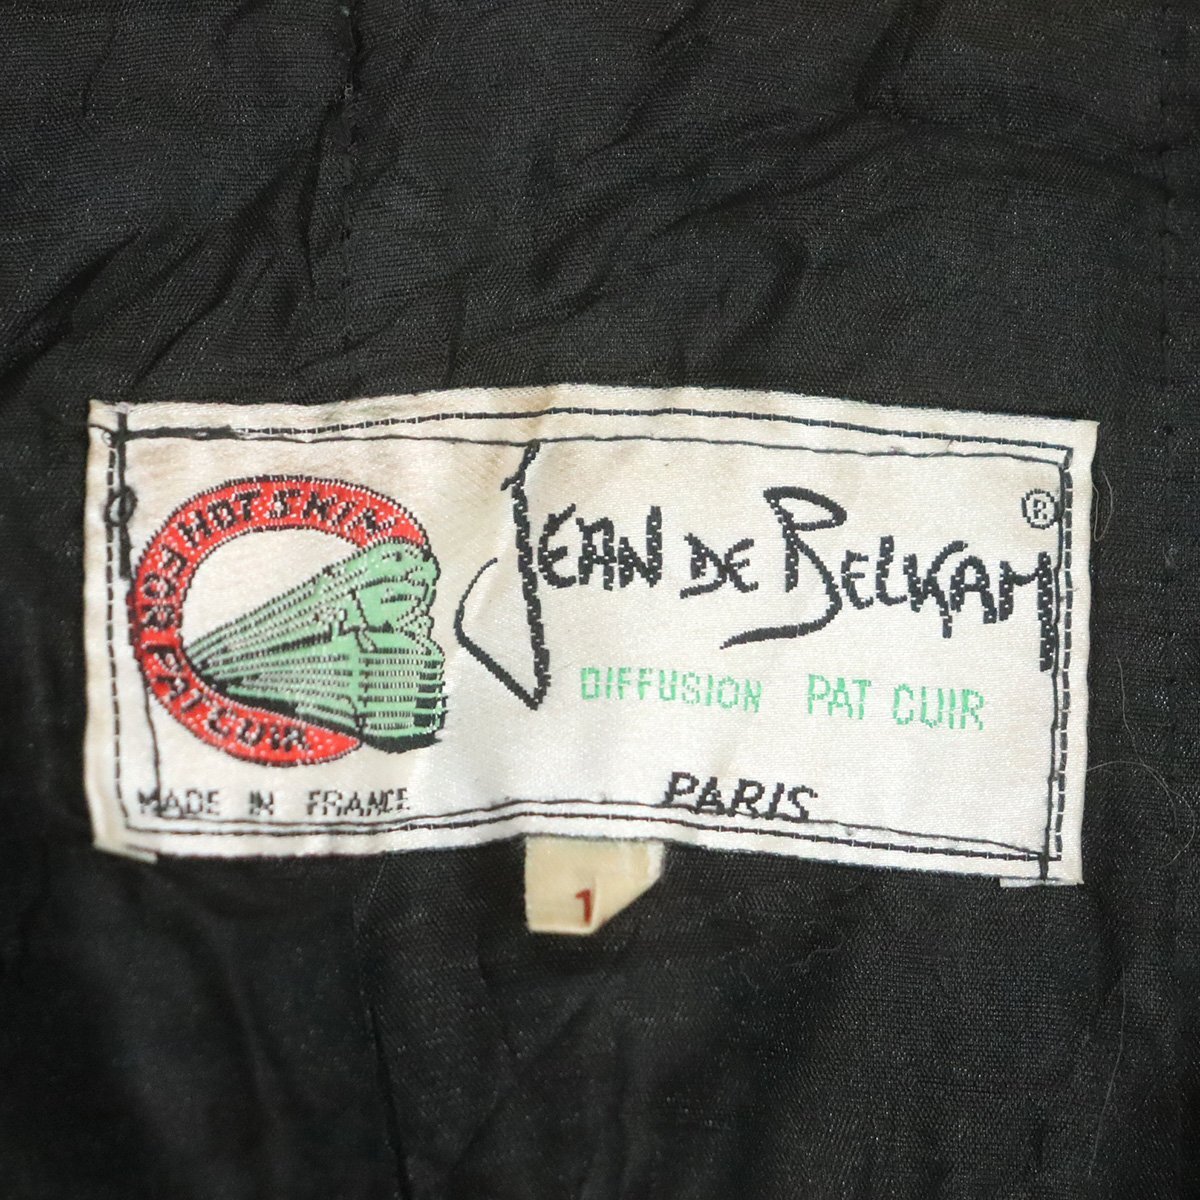 HOT SKIN
FOR PAT CUIR
JEAN DE BELKAM ®
DIFFUSION PAT CUIR
PARIS
MADE IN FRANCE
1